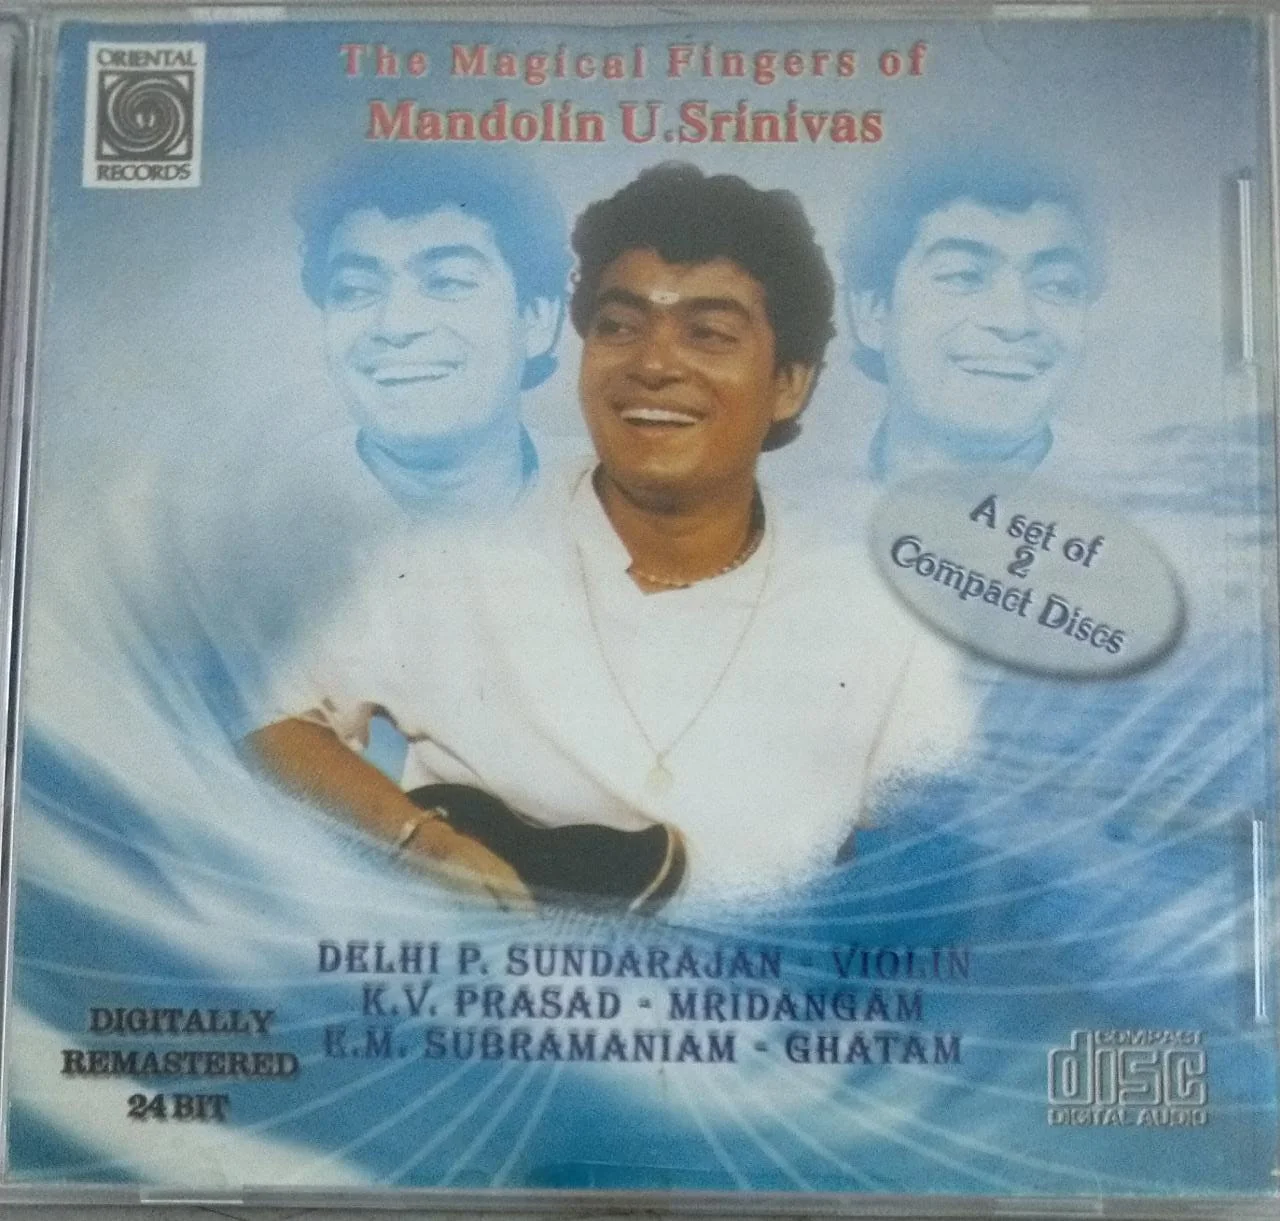 ORIENTAL
RECORDS
The Magical Fingers of
Mandolin U.Srinivas
A set of
2
Compact Discs
DELHI P. SUNDARAJAN - VIOLIN
K.V. PRASAD - MRIDANGAM
E.M. SUBRAMANIAM - GHATAM
DIGITALLY
REMASTERED
24 BIT
COMPACT
disc
DIGITAL AUDIO